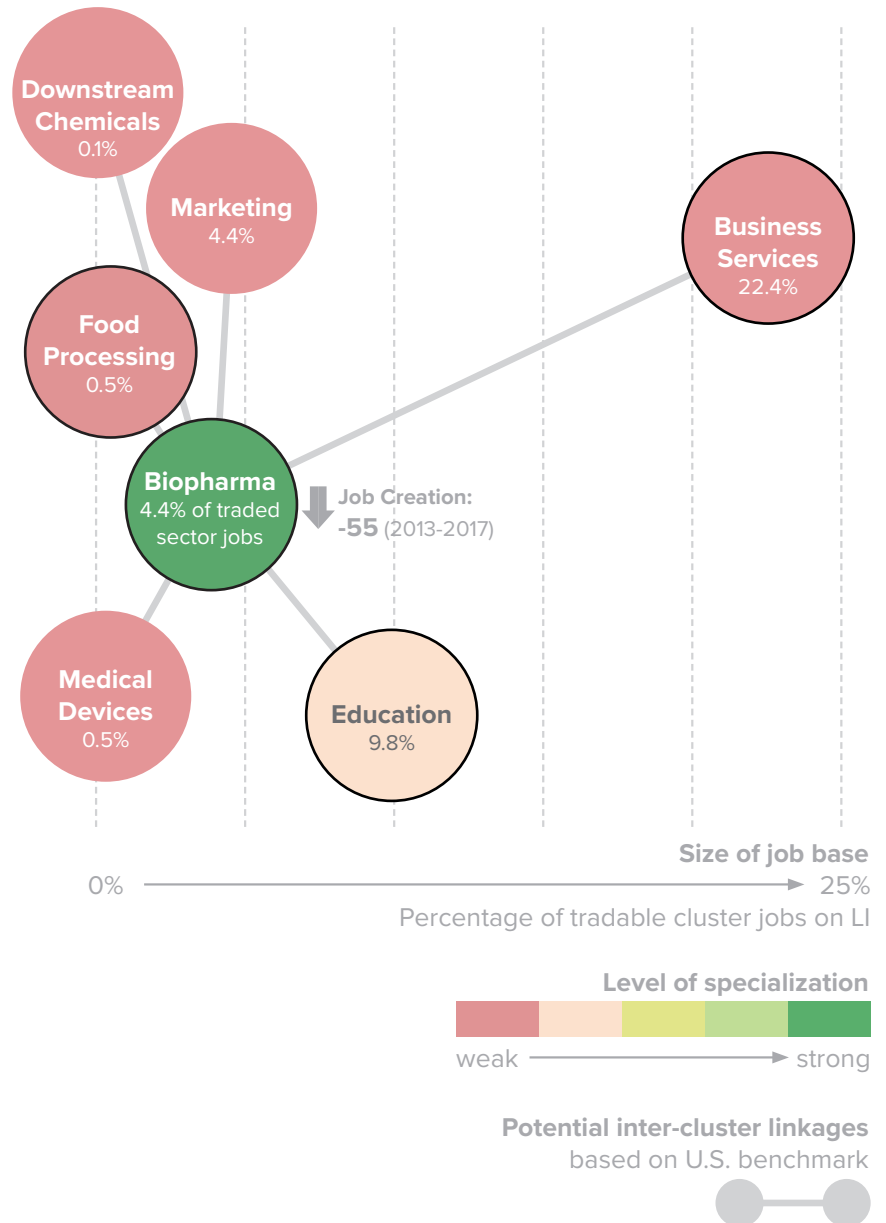 Downstream
Chemicals
0.1%
Marketing
4.4%
Business
Services
22.4%
Food
Processing
0.5%
Biopharma
4.4% of traded
sector jobs
Job Creation:
-55 (2013-2017)
Medical
Devices
0.5%
Education
9.8%
Size of job base
0% 25%
Percentage of tradable cluster jobs on LI
Level of specialization
weak strong
Potential inter-cluster linkages
based on U.S. benchmark